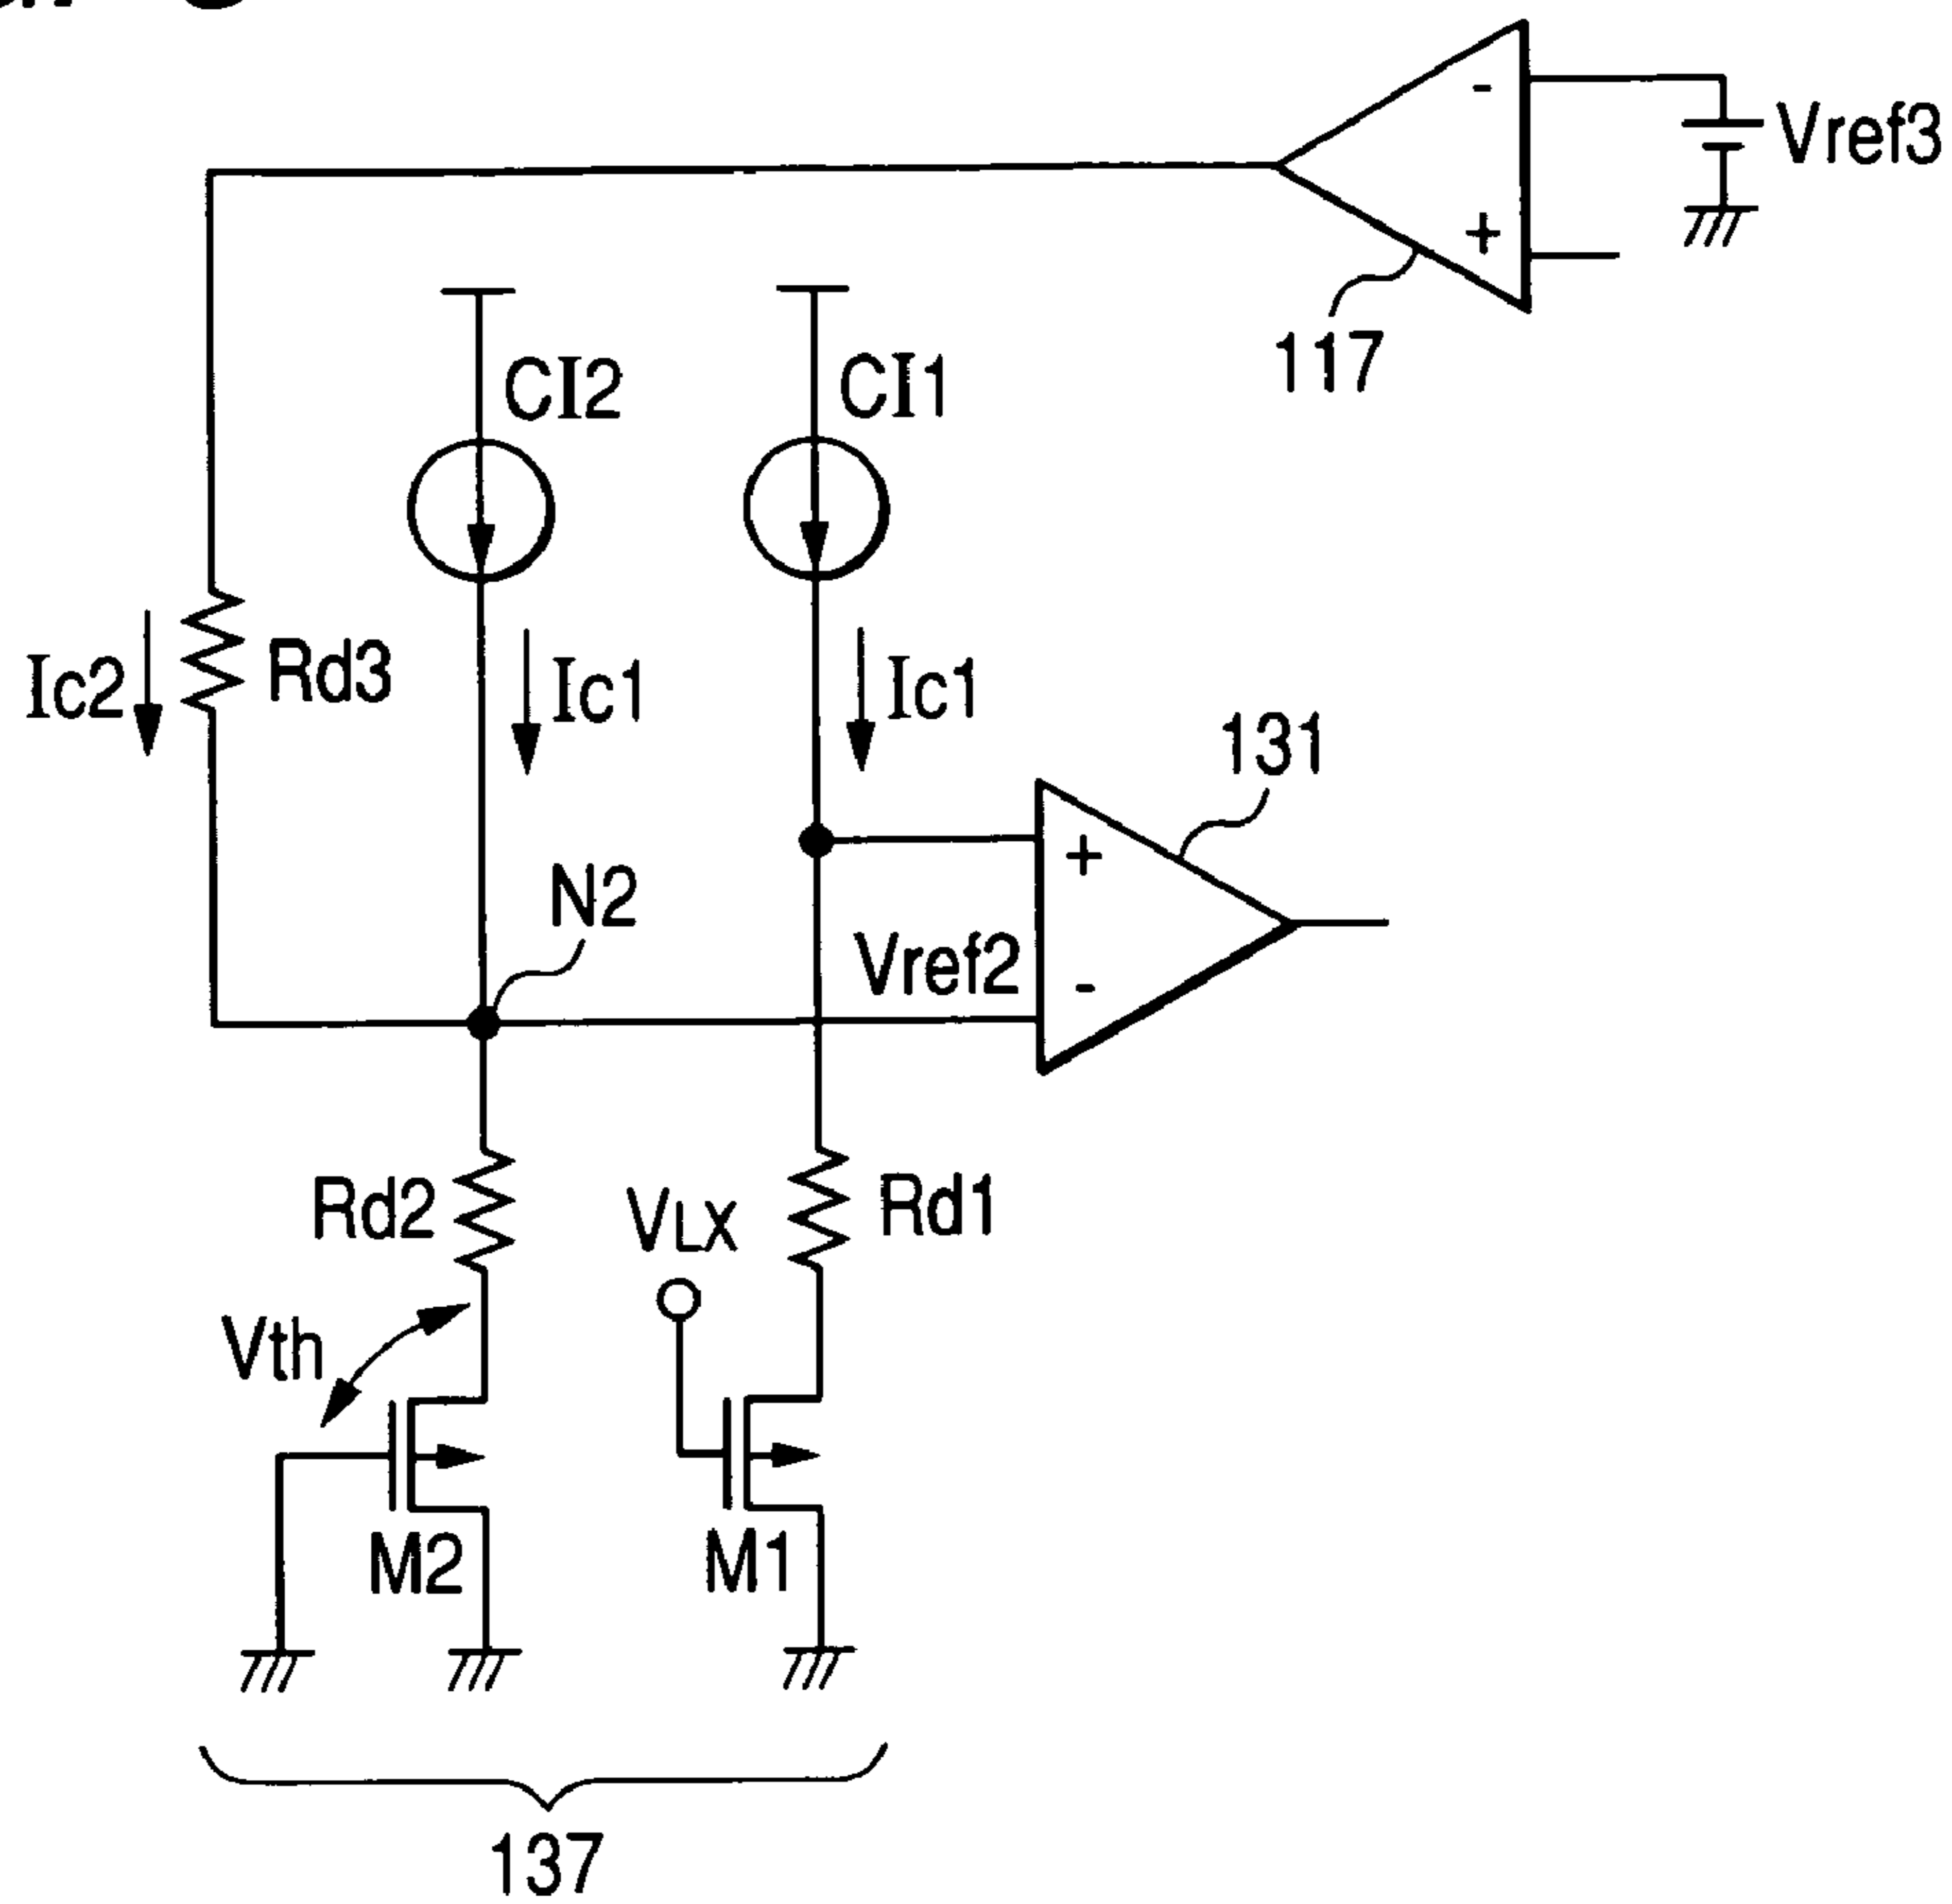 -
Vref3
+
117
CI2
CI1
Ic2
Rd3
Ic1
Ic1
131
N2
+
Vref2
-
Rd2
VLX
Rd1
Vth
M2
M1
137